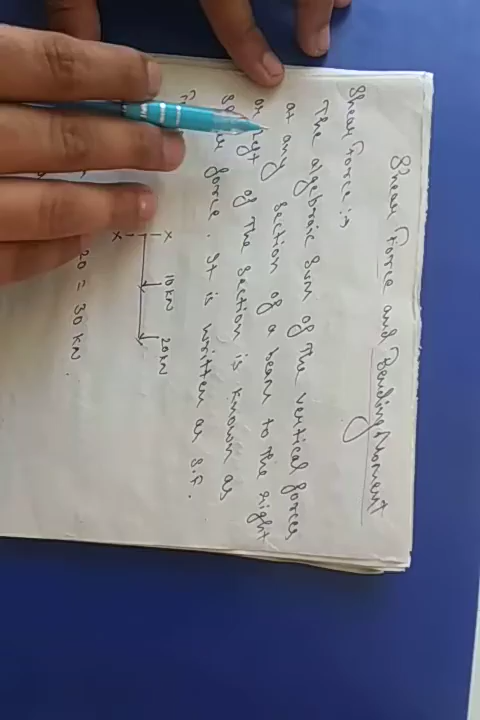 Shear Force and Bending Moment
Shear Force :-
The algebraic sum of the vertical forces
at any section of a beam to the right
or left of the section is known as
force. It is written as S.F.
x x
10 KN
20 KN
20 = 30 KN.